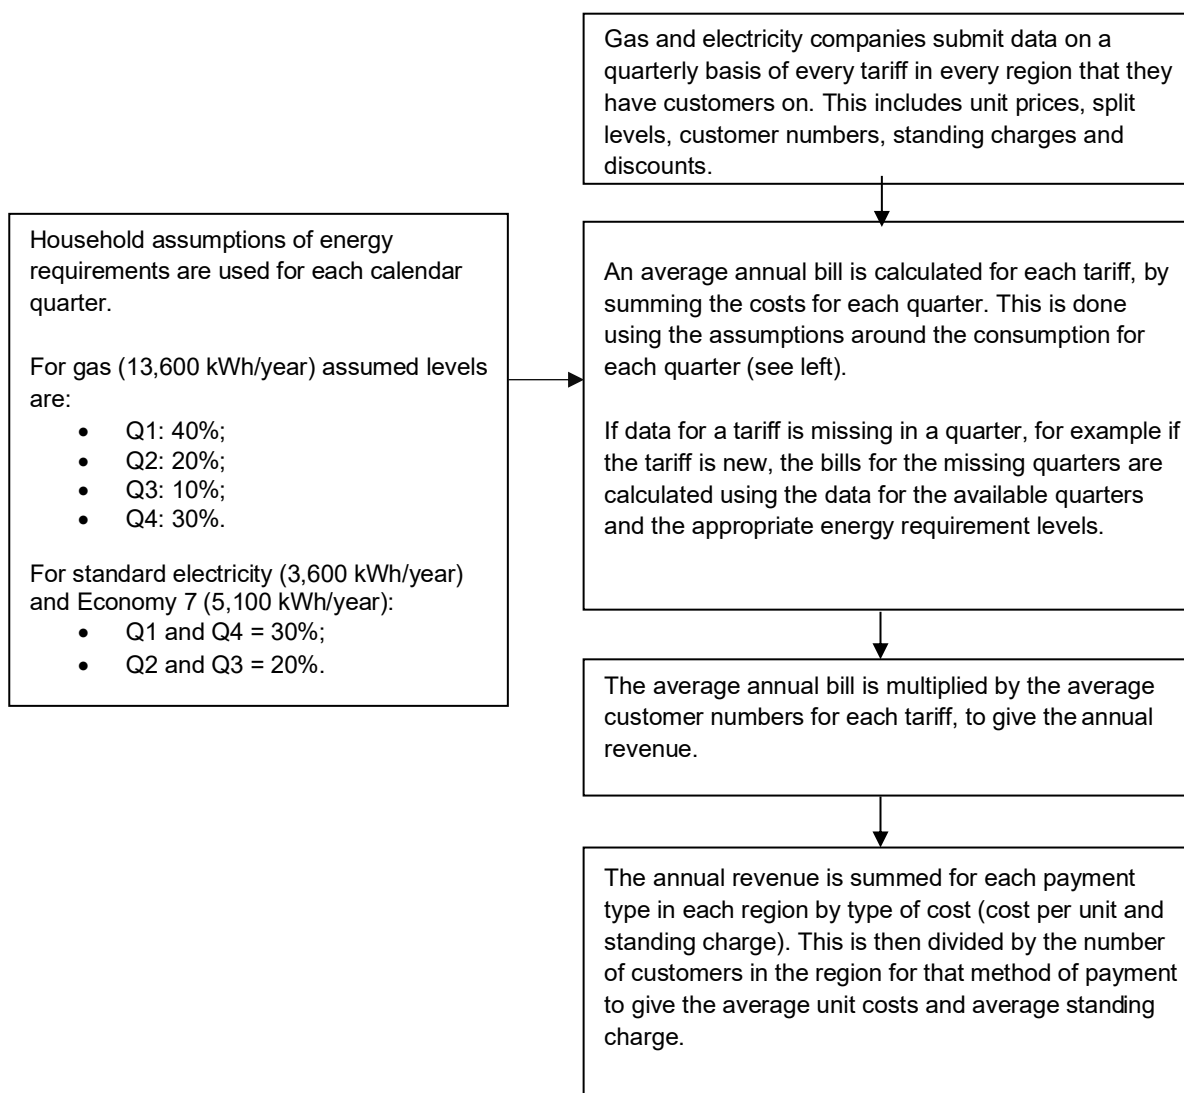 Gas and electricity companies submit data on a
quarterly basis of every tariff in every region that they
have customers on. This includes unit prices, split
levels, customer numbers, standing charges and
discounts.
Household assumptions of energy
requirements are used for each calendar
quarter.
For gas (13,600 kWh/year) assumed levels
are:
• Q1: 40%;
• Q2: 20%;
• Q3: 10%;
• Q4: 30%.
For standard electricity (3,600 kWh/year)
and Economy 7 (5,100 kWh/year):
• Q1 and Q4 = 30%;
• Q2 and Q3 = 20%.
An average annual bill is calculated for each tariff, by
summing the costs for each quarter. This is done
using the assumptions around the consumption for
each quarter (see left).
If data for a tariff is missing in a quarter, for example if
the tariff is new, the bills for the missing quarters are
calculated using the data for the available quarters
and the appropriate energy requirement levels.
The average annual bill is multiplied by the average
customer numbers for each tariff, to give the annual
revenue.
The annual revenue is summed for each payment
type in each region by type of cost (cost per unit and
standing charge). This is then divided by the number
of customers in the region for that method of payment
to give the average unit costs and average standing
charge.